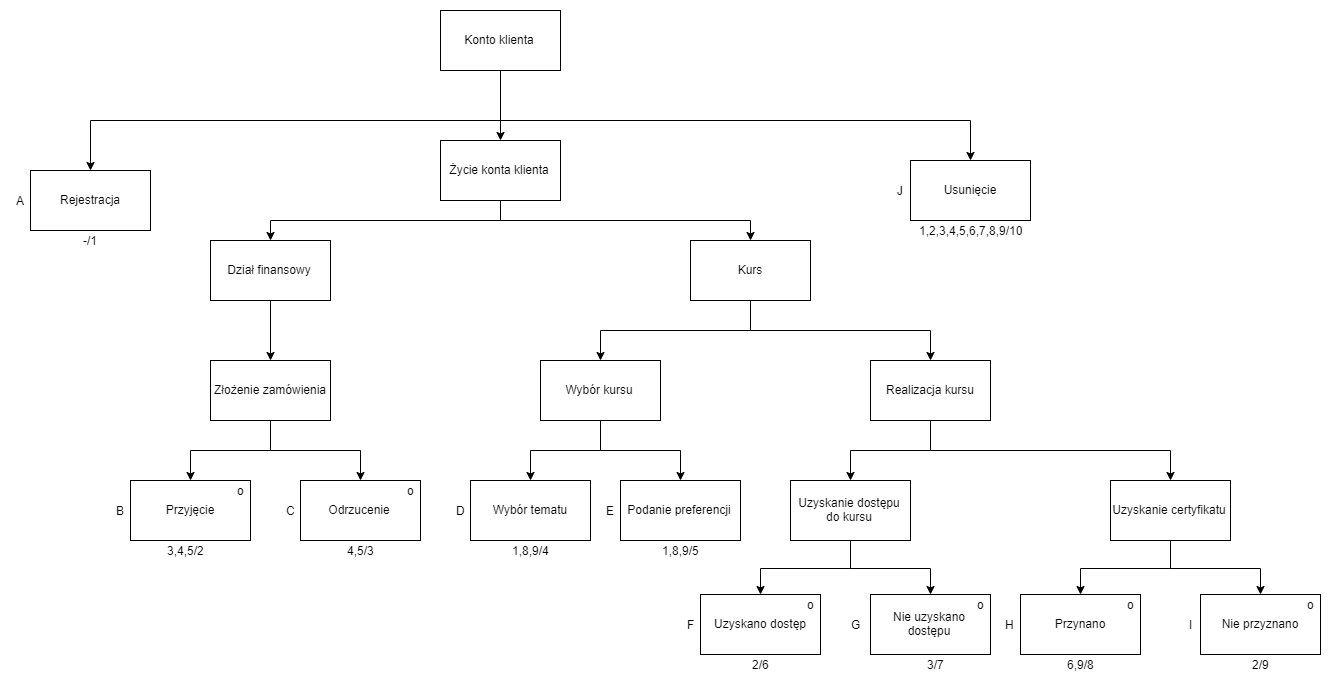 Konto klienta
Życie konta klienta
A
Rejestracja
-/1
J
Usunięcie
1,2,3,4,5,6,7,8,9/10
Dział finansowy
Kurs
Złożenie zamówienia
Wybór kursu
Realizacja kursu
B
Przyjęcie
o
3,4,5/2
C
Odrzucenie
o
4,5/3
D
Wybór tematu
1,8,9/4
E
Podanie preferencji
1,8,9/5
Uzyskanie dostępu
do kursu
Uzyskanie certyfikatu
F
Uzyskano dostęp
o
2/6
G
Nie uzyskano
dostępu
o
3/7
H
Przynano
o
6,9/8
I
Nie przyznano
o
2/9